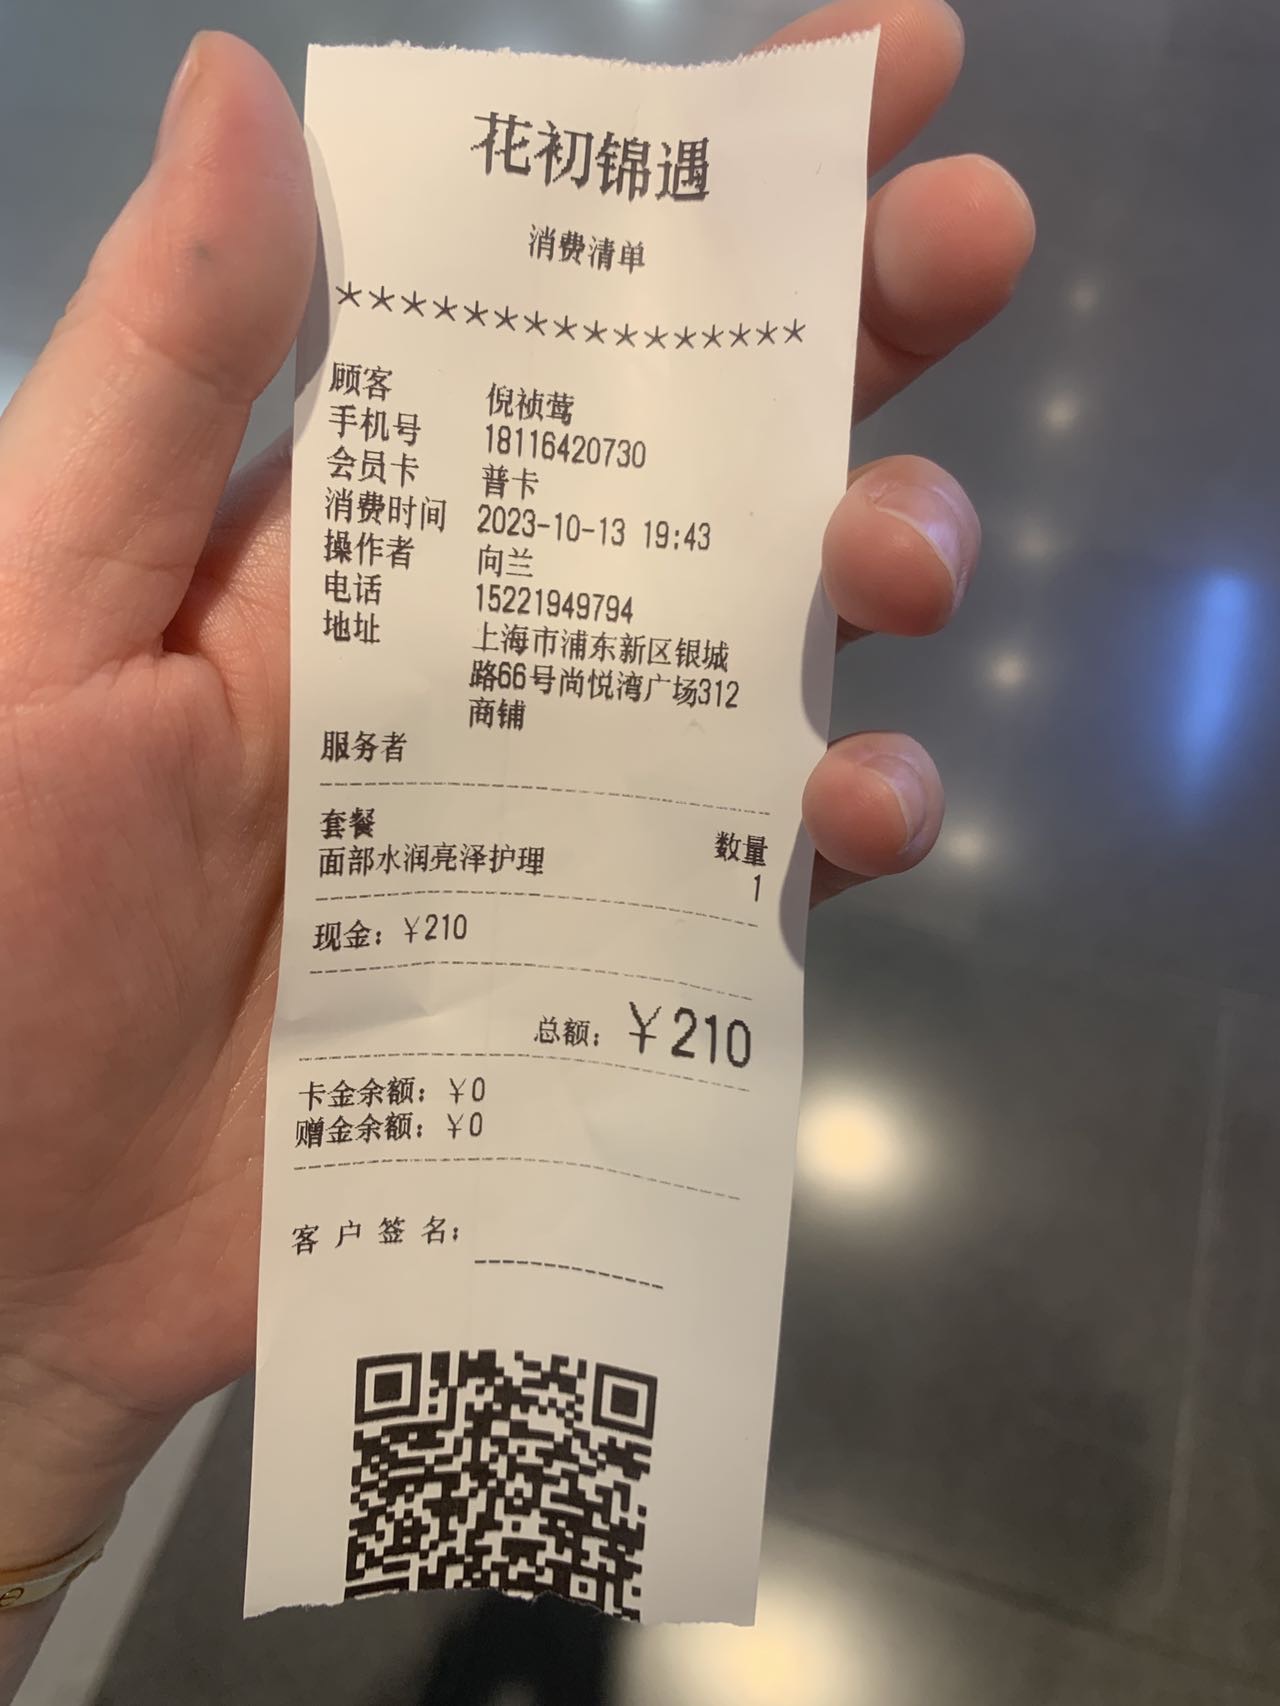 花初锦遇
消费清单
****************
顾客 倪祯莺
手机号 18116420730
会员卡 普卡
消费时间 2023-10-13 19:43
操作者 向兰
电话 15221949794
地址 上海市浦东新区银城
路66号尚悦湾广场312
商铺
服务者
套餐 数量
面部水润亮泽护理 1
现金：￥210
总额：￥210
卡金余额：￥0
赠金余额：￥0
客户签名：